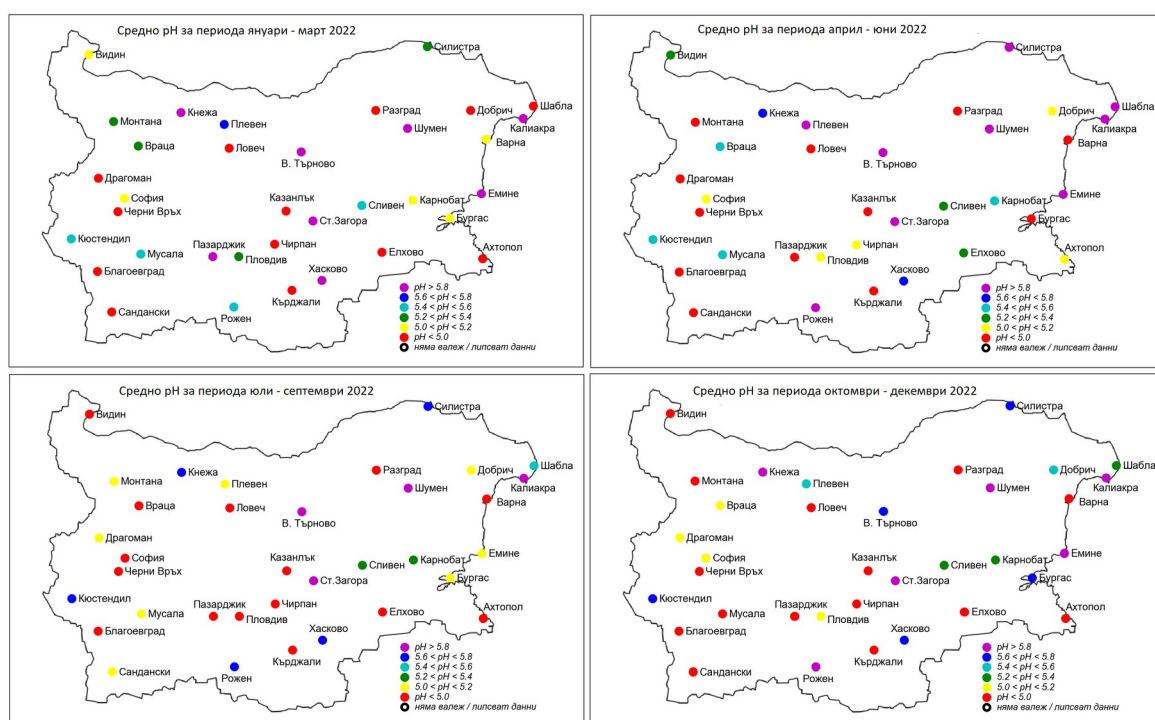 Средно pH за периода януари - март 2022
Видин
Силистра
Кнежа
Монтана
Плевен
Разград
Добрич
Шабла
Калиакра
Шумен
Варна
Враца
Ловеч
В. Търново
Драгоман
София
Черни Връх
Казанлък
Сливен
Карнобат
Емине
Ст.Загора
Бургас
Кюстендил
Мусала
Пазарджик
Чирпан
Пловдив
Елхово
Ахтопол
Благоевград
Хасково
Кърджали
Сандански
Рожен
pH > 5.8
5.6 < pH < 5.8
5.4 < pH < 5.6
5.2 < pH < 5.4
5.0 < pH < 5.2
pH < 5.0
няма валеж / липсват данни
Средно pH за периода април - юни 2022
Видин
Силистра
Кнежа
Монтана
Плевен
Разград
Добрич
Шабла
Калиакра
Шумен
Варна
Враца
Ловеч
В. Търново
Драгоман
София
Черни Връх
Казанлък
Сливен
Карнобат
Емине
Ст.Загора
Бургас
Кюстендил
Мусала
Пазарджик
Чирпан
Пловдив
Елхово
Ахтопол
Благоевград
Хасково
Кърджали
Сандански
Рожен
pH > 5.8
5.6 < pH < 5.8
5.4 < pH < 5.6
5.2 < pH < 5.4
5.0 < pH < 5.2
pH < 5.0
няма валеж / липсват данни
Средно pH за периода юли - септември 2022
Видин
Силистра
Кнежа
Монтана
Плевен
Разград
Добрич
Шабла
Калиакра
Шумен
Варна
Враца
Ловеч
В. Търново
Драгоман
София
Черни Връх
Казанлък
Сливен
Карнобат
Емине
Ст.Загора
Бургас
Кюстендил
Мусала
Пазарджик
Чирпан
Пловдив
Елхово
Ахтопол
Благоевград
Хасково
Кърджали
Сандански
Рожен
pH > 5.8
5.6 < pH < 5.8
5.4 < pH < 5.6
5.2 < pH < 5.4
5.0 < pH < 5.2
pH < 5.0
няма валеж / липсват данни
Средно pH за периода октомври - декември 2022
Видин
Силистра
Кнежа
Монтана
Плевен
Разград
Добрич
Шабла
Калиакра
Шумен
Варна
Враца
Ловеч
В. Търново
Драгоман
София
Черни Връх
Казанлък
Сливен
Карнобат
Емине
Ст.Загора
Бургас
Кюстендил
Мусала
Пазарджик
Чирпан
Пловдив
Елхово
Ахтопол
Благоевград
Хасково
Кърджали
Сандански
Рожен
pH > 5.8
5.6 < pH < 5.8
5.4 < pH < 5.6
5.2 < pH < 5.4
5.0 < pH < 5.2
pH < 5.0
няма валеж / липсват данни